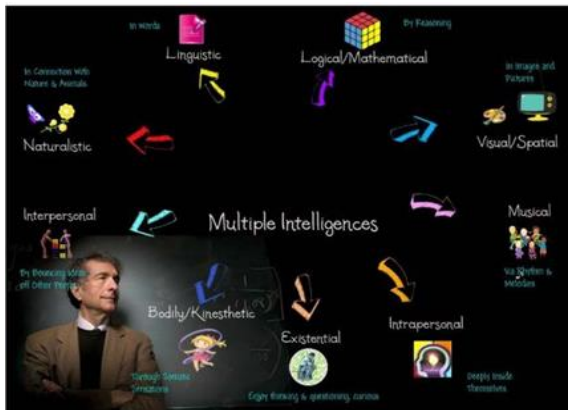 In Words
Linguistic
By Reasoning
Logical/Mathematical
In Connection With
Nature & Animals
Naturalistic
In Images and
Pictures
Visual/Spatial
Interpersonal
By Bouncing Ideas
off Other People
Multiple Intelligences
Musical
Via Rhythm &
Melodies
Bodily/Kinesthetic
Through Somatic
Sensations
Existential
Enjoy thinking & questioning, curious
Intrapersonal
Deeply Inside
Themselves